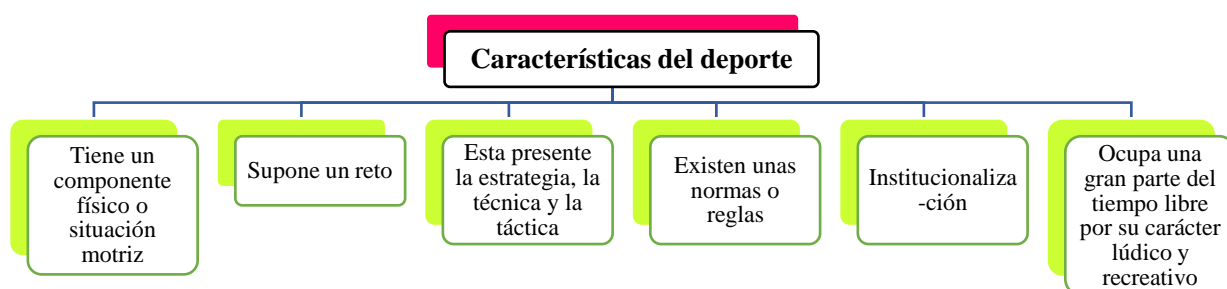 Características del deporte
Tiene un
componente
físico o
situación
motriz
Supone un reto
Esta presente
la estrategia, la
técnica y la
táctica
Existen unas
normas o
reglas
Institucionaliza
-ción
Ocupa una
gran parte del
tiempo libre
por su carácter
lúdico y
recreativo